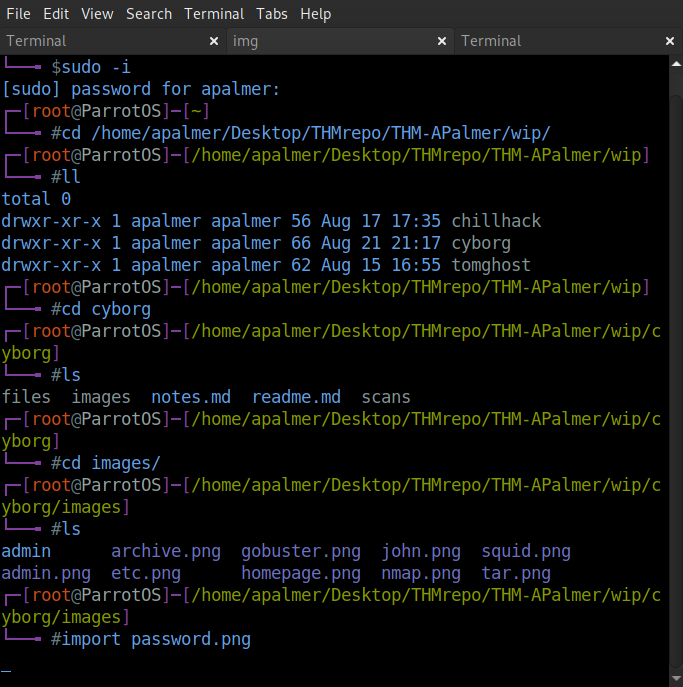 File Edit View Search Terminal Tabs Help
Terminal × img × Terminal ×
└──╼ $sudo -i
[sudo] password for apalmer:
┌─[root@ParrotOS]─[~]
└──╼ #cd /home/apalmer/Desktop/THMrepo/THM-APalmer/wip/
┌─[root@ParrotOS]─[/home/apalmer/Desktop/THMrepo/THM-APalmer/wip]
└──╼ #ll
total 0
drwxr-xr-x 1 apalmer apalmer 56 Aug 17 17:35 chillhack
drwxr-xr-x 1 apalmer apalmer 66 Aug 21 21:17 cyborg
drwxr-xr-x 1 apalmer apalmer 62 Aug 15 16:55 tomghost
┌─[root@ParrotOS]─[/home/apalmer/Desktop/THMrepo/THM-APalmer/wip]
└──╼ #cd cyborg
┌─[root@ParrotOS]─[/home/apalmer/Desktop/THMrepo/THM-APalmer/wip/c
yborg]
└──╼ #ls
files  images  notes.md  readme.md  scans
┌─[root@ParrotOS]─[/home/apalmer/Desktop/THMrepo/THM-APalmer/wip/c
yborg]
└──╼ #cd images/
┌─[root@ParrotOS]─[/home/apalmer/Desktop/THMrepo/THM-APalmer/wip/c
yborg/images]
└──╼ #ls
admin      archive.png  gobuster.png  john.png  squid.png
admin.png  etc.png      homepage.png  nmap.png  tar.png
┌─[root@ParrotOS]─[/home/apalmer/Desktop/THMrepo/THM-APalmer/wip/c
yborg/images]
└──╼ #import password.png